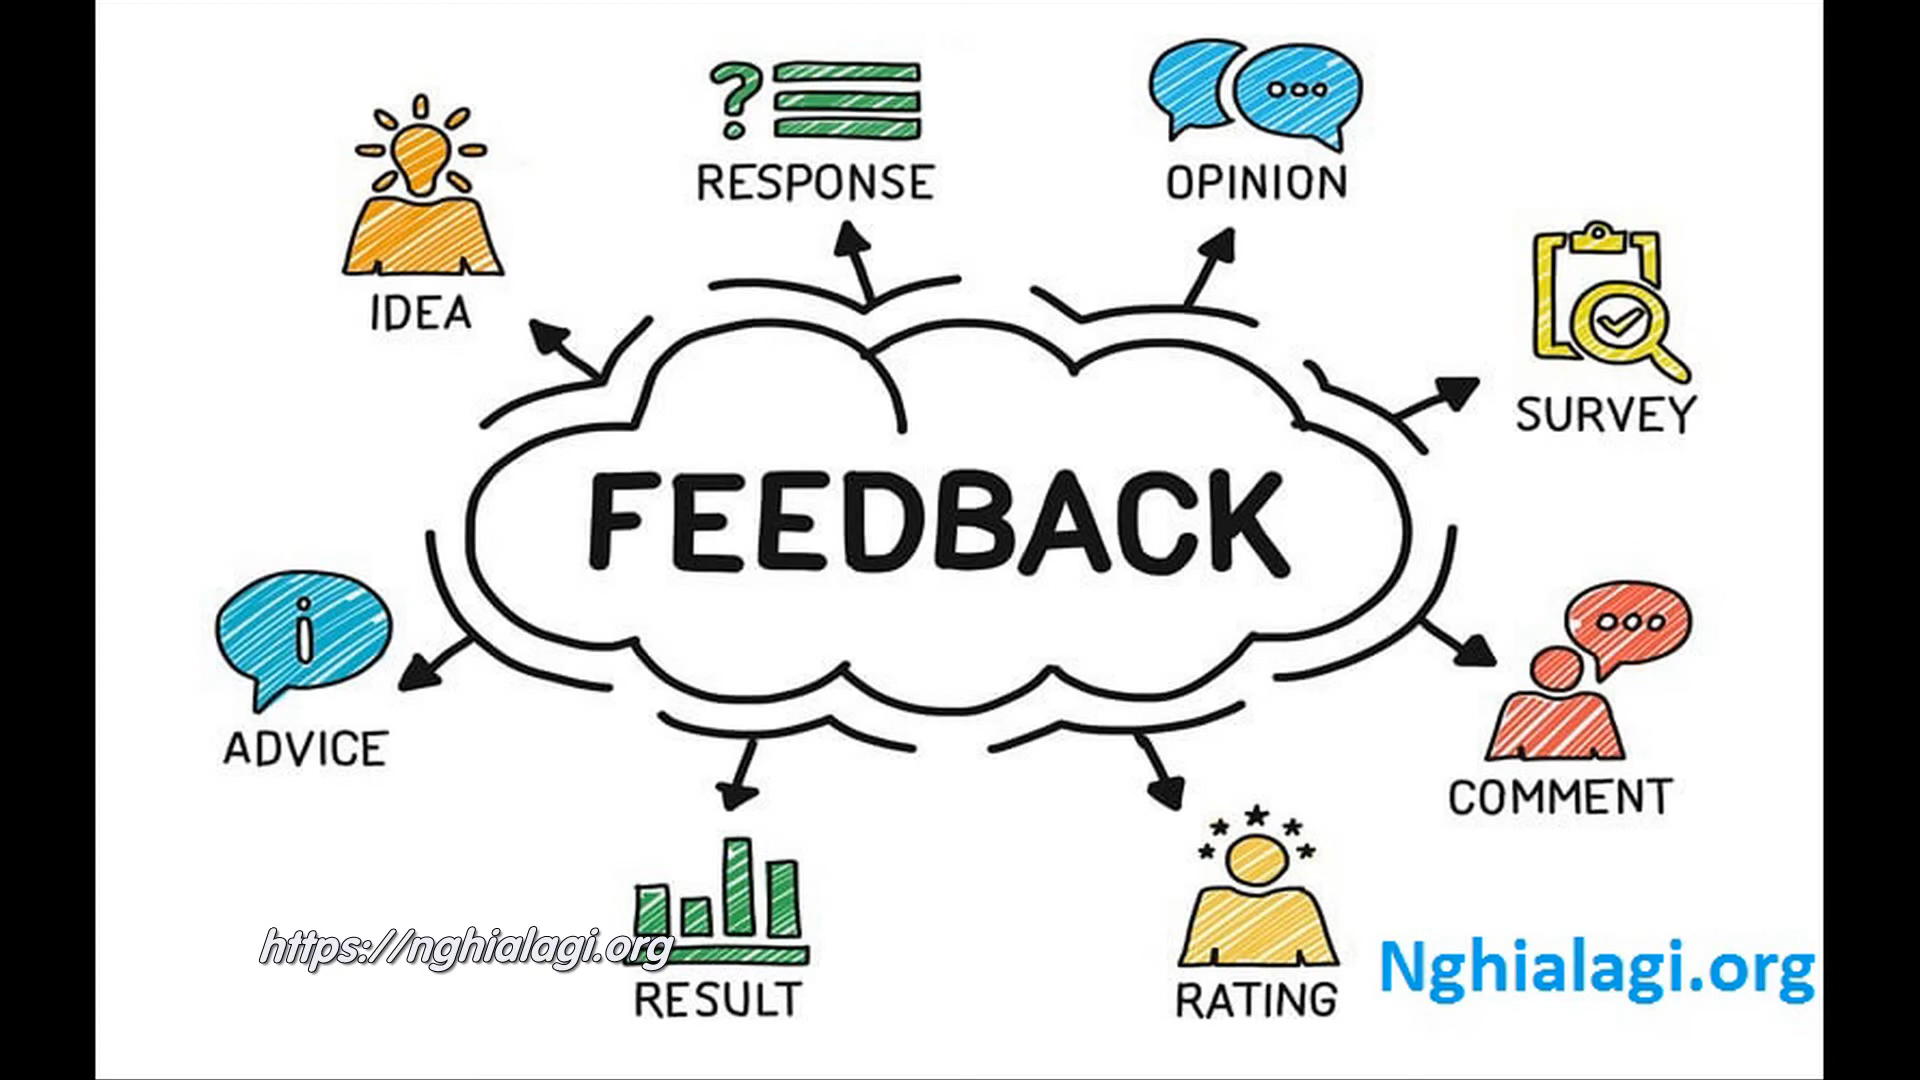 RESPONSE
OPINION
IDEA
SURVEY
FEEDBACK
i
ADVICE
COMMENT
https://nghialagi.org
Nghialagi.org
RESULT
RATING